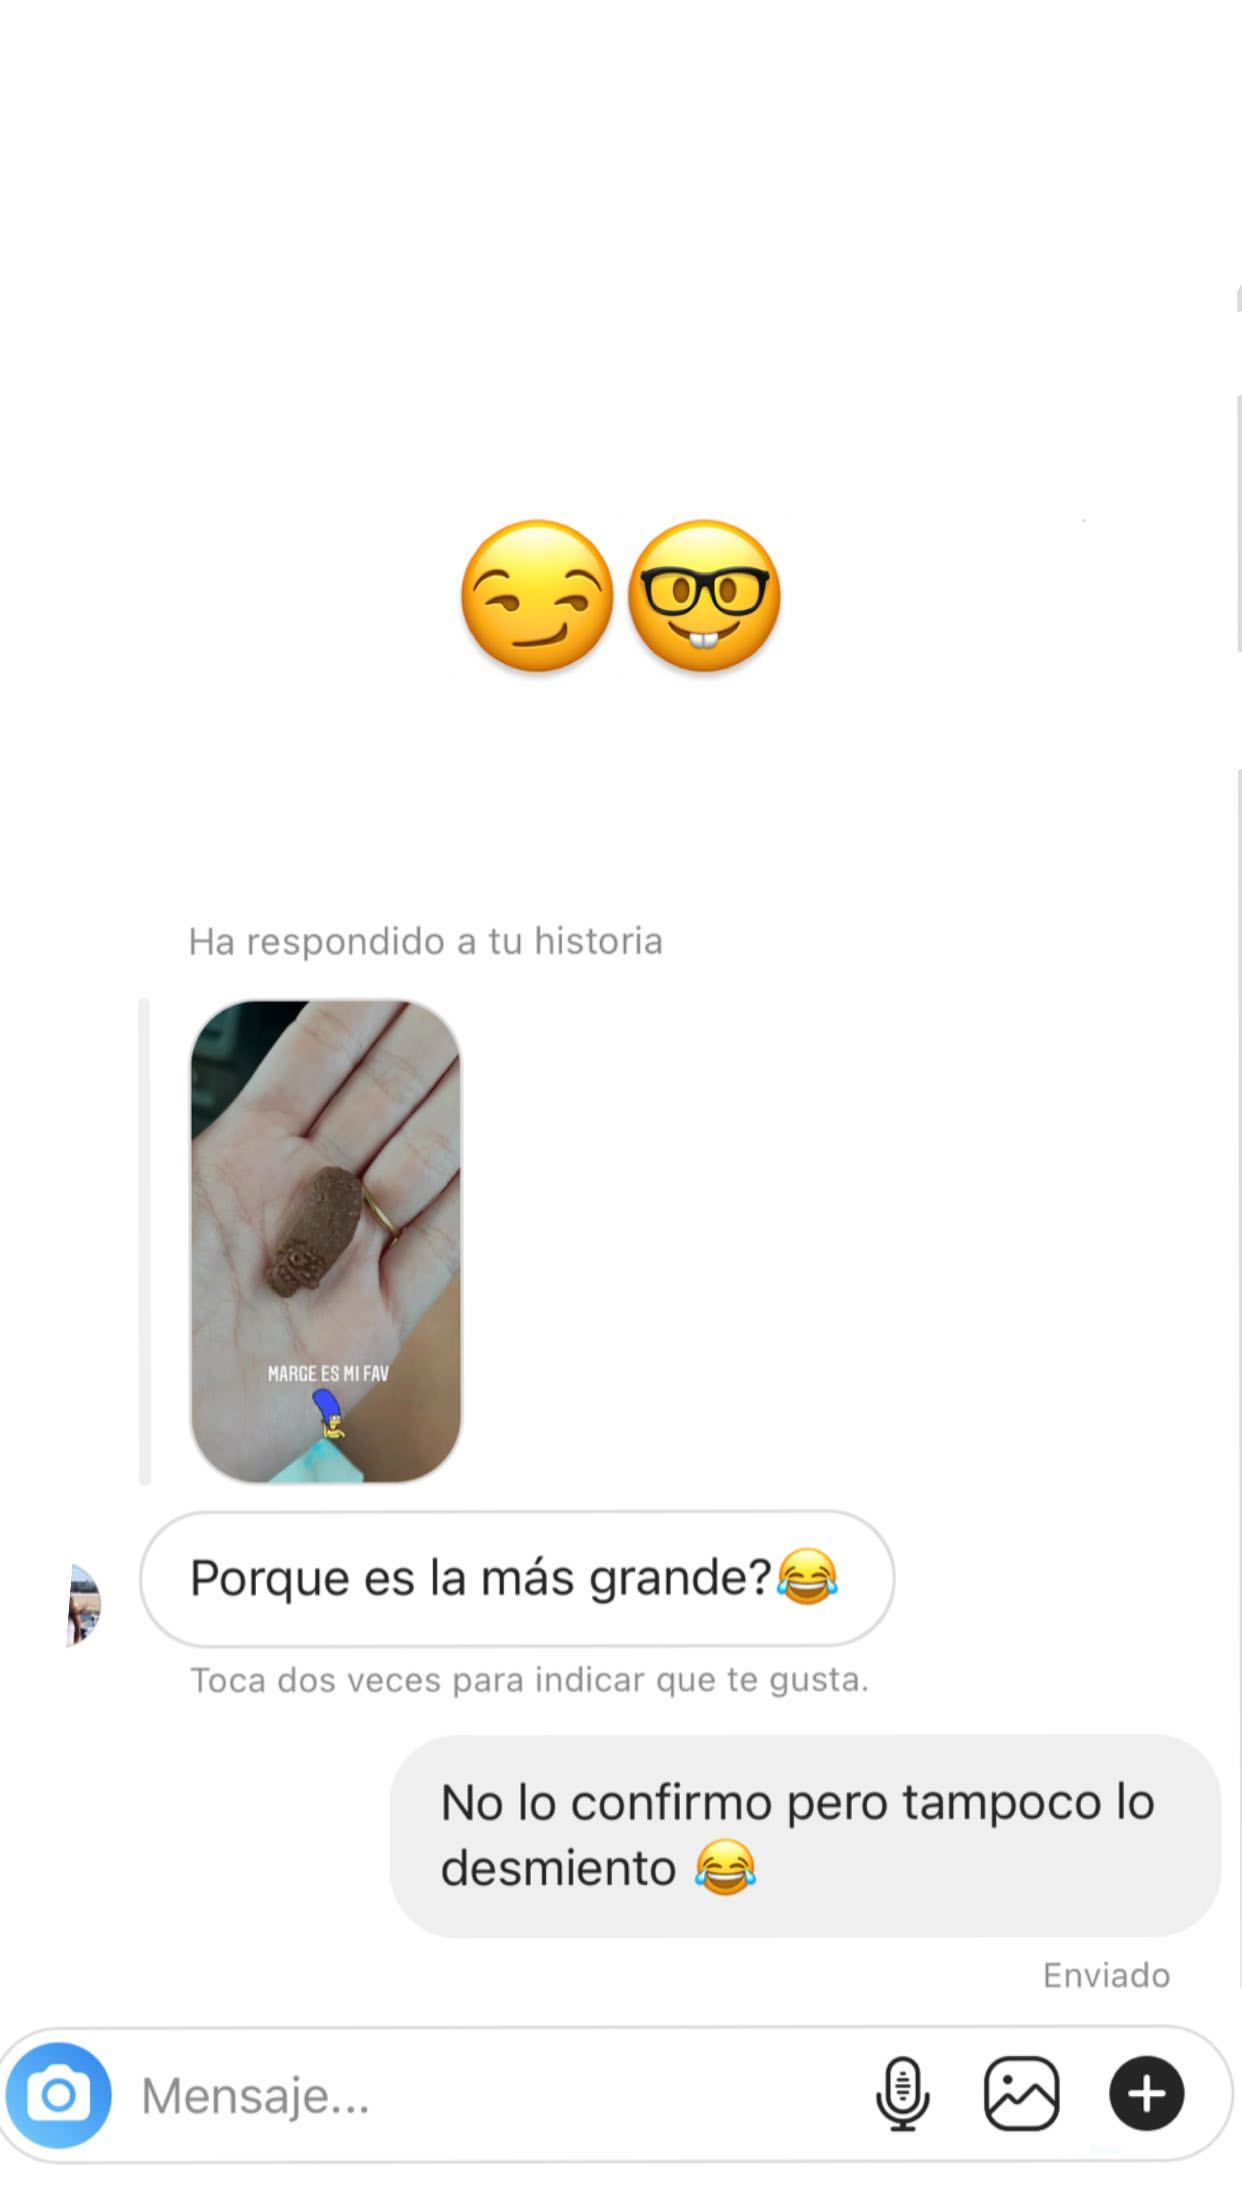 😏🤓
Ha respondido a tu historia
MARGE ES MI FAV
Porque es la más grande?😂
Toca dos veces para indicar que te gusta.
No lo confirmo pero tampoco lo
desmiento 😂
Enviado
Mensaje...